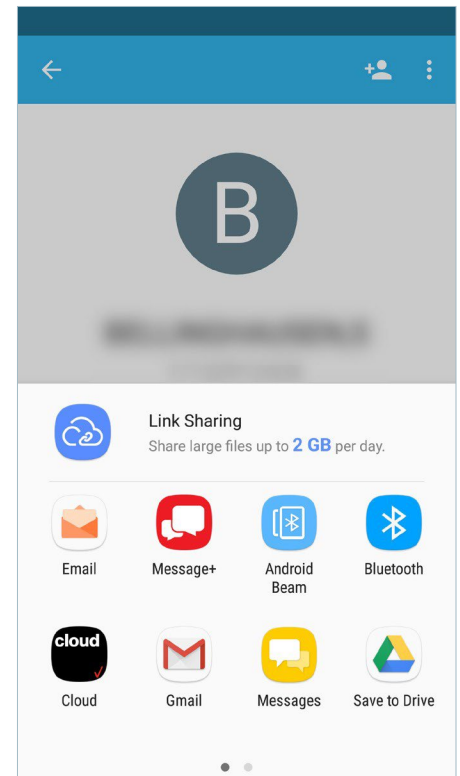 B
Link Sharing
Share large files up to 2 GB per day.
Email
Message+
Android
Beam
Bluetooth
cloud
Cloud
Gmail
Messages
Save to Drive